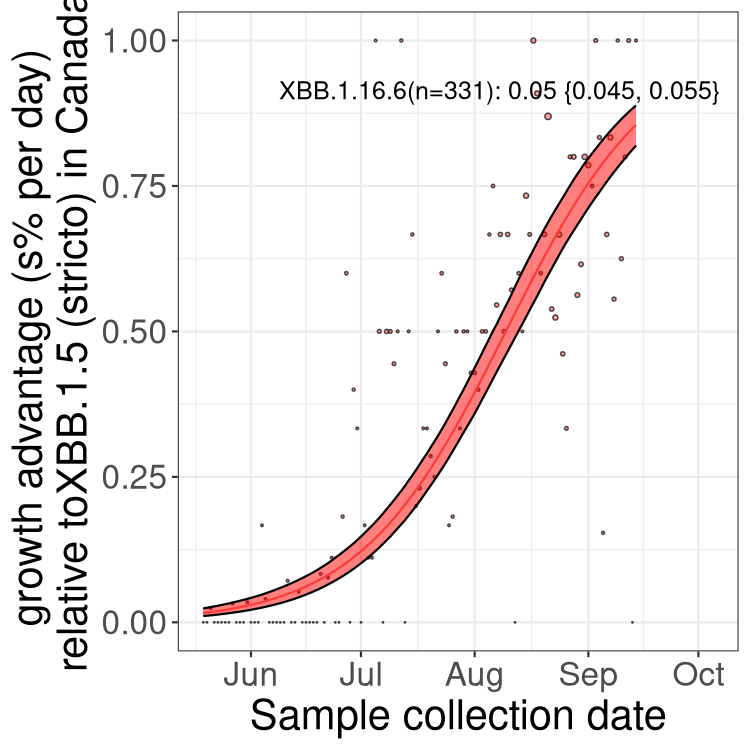 growth advantage (s% per day)
relative toXBB.1.5 (stricto) in Canada
1.00
0.75
0.50
0.25
0.00
XBB.1.16.6(n=331): 0.05 {0.045, 0.055}
Jun Jul Aug Sep Oct
Sample collection date